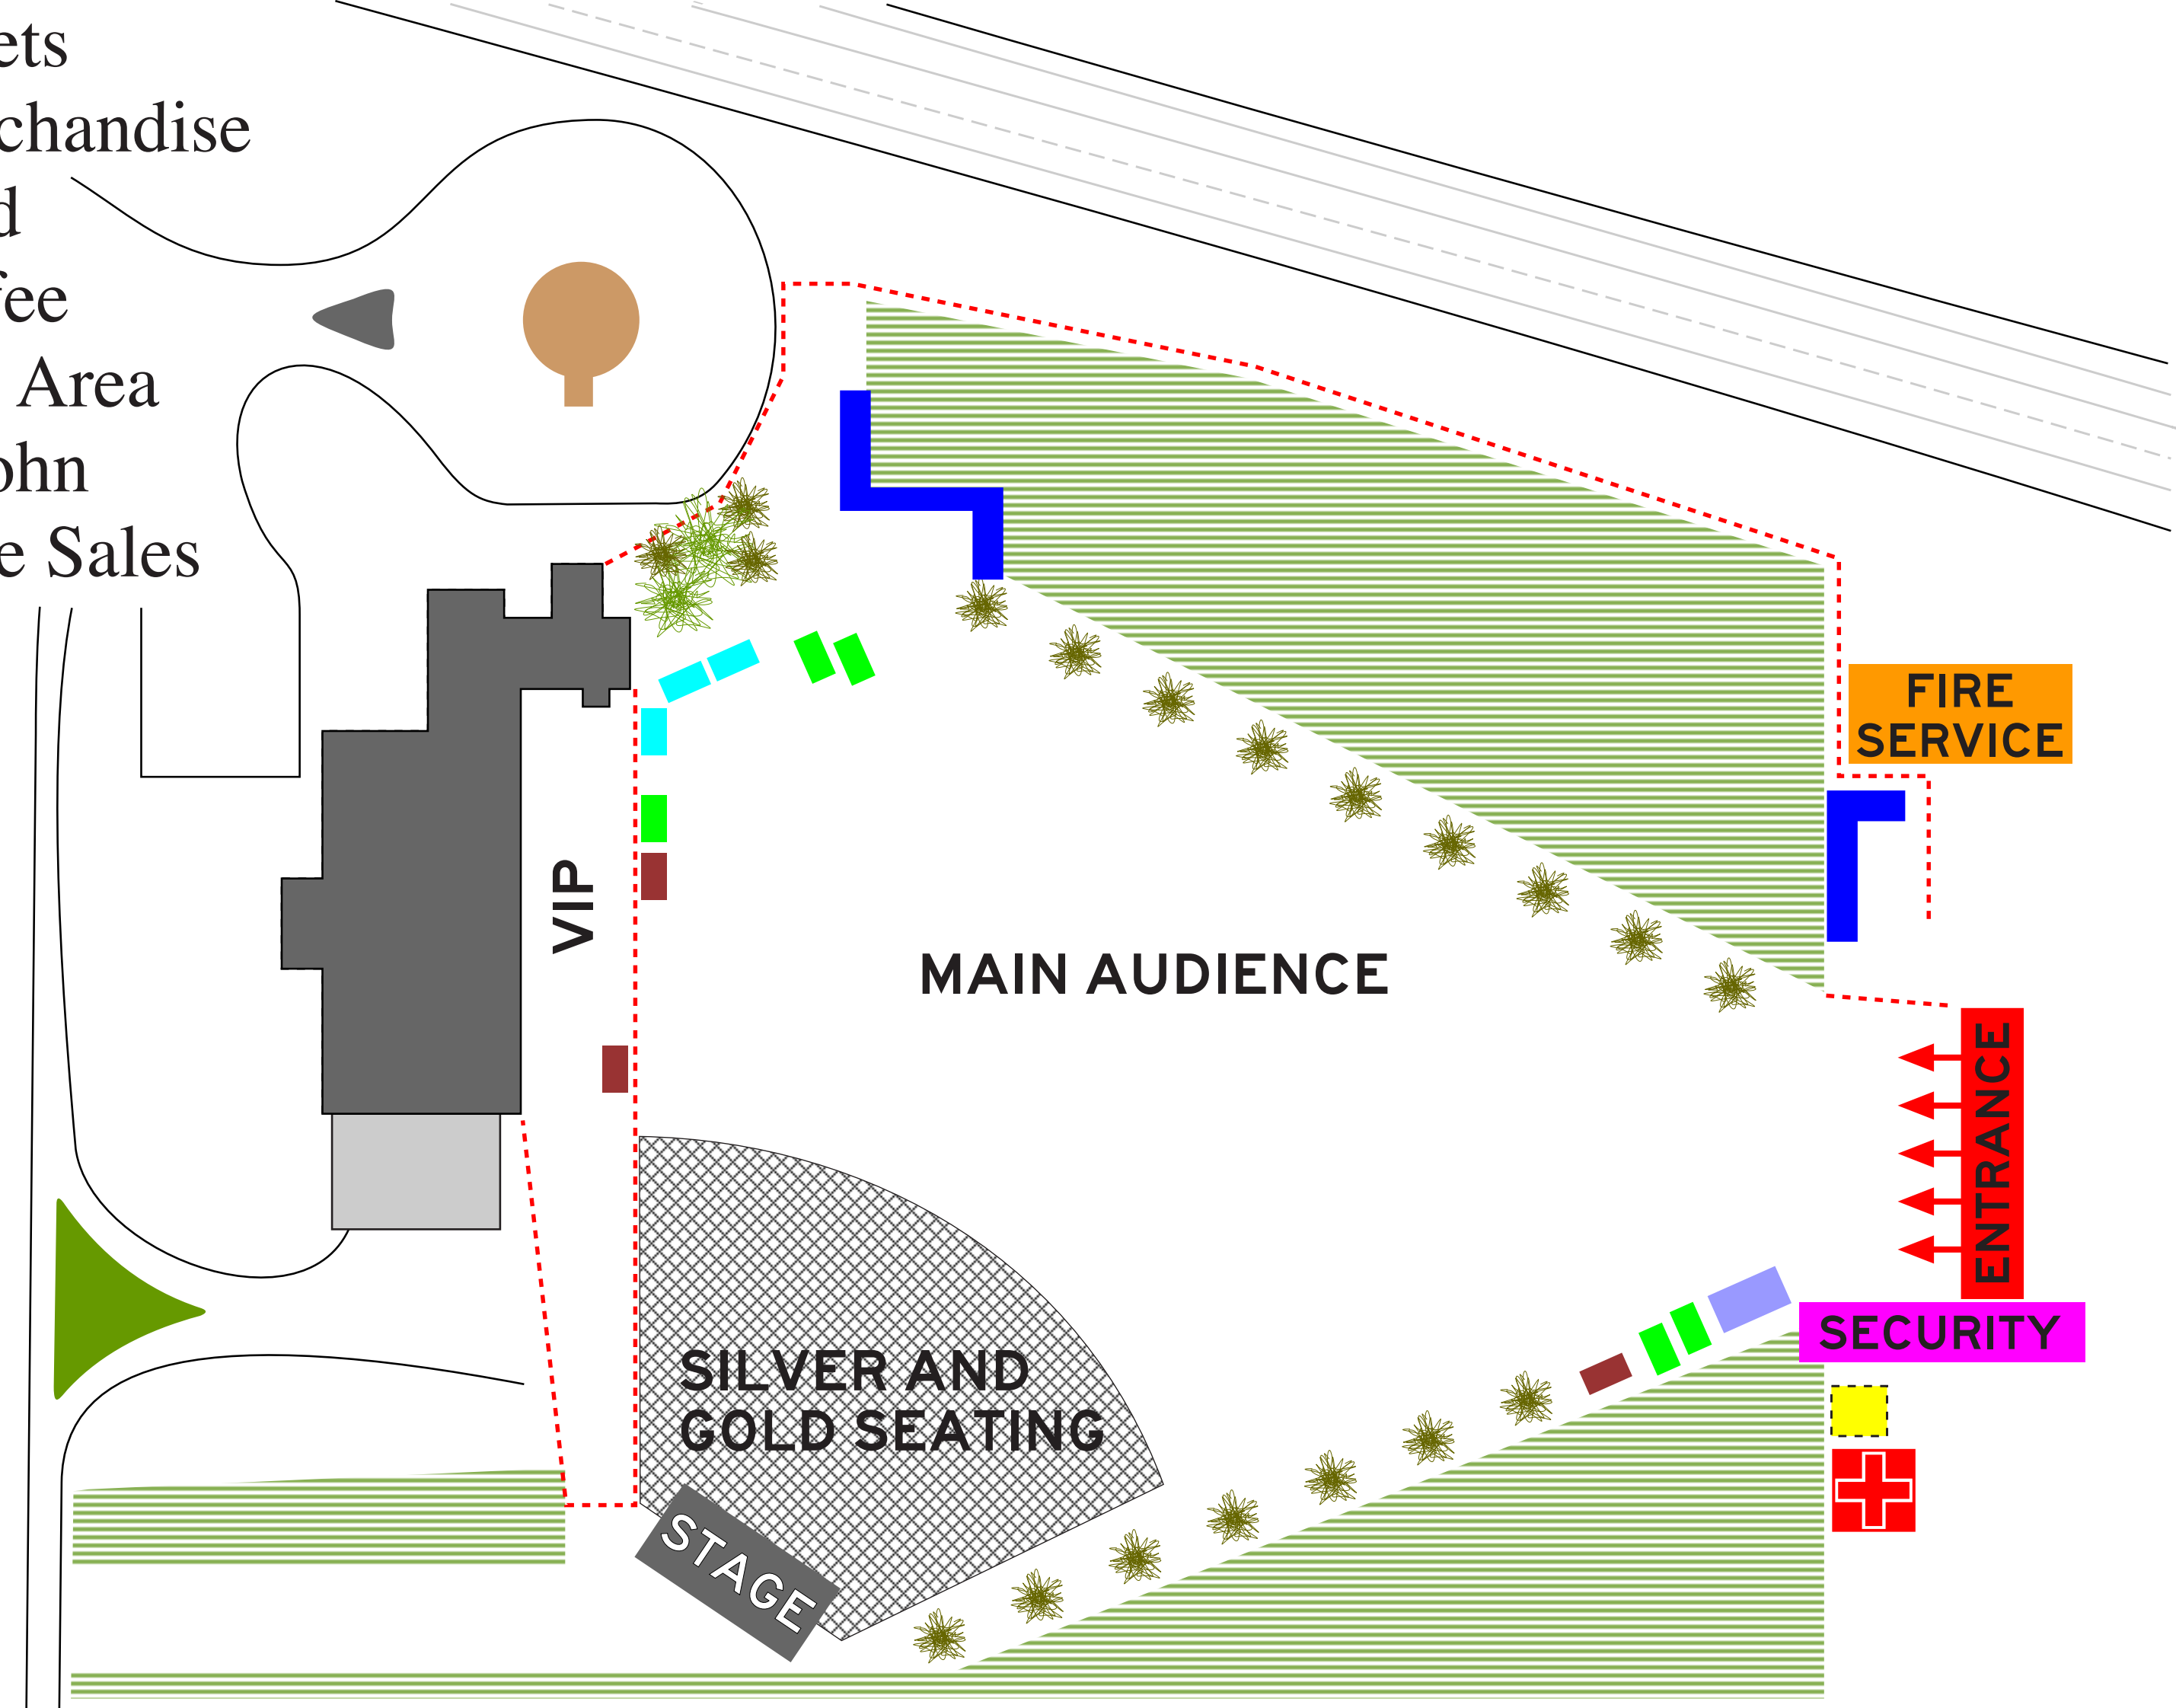 ets
chandise
d
fee
Area
ohn
e Sales
FIRE
SERVICE
VIP
MAIN AUDIENCE
ENTRANCE
SECURITY
SILVER AND
GOLD SEATING
STAGE